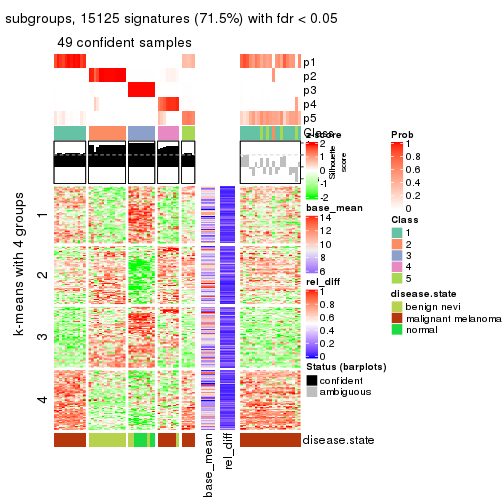 subgroups, 15125 signatures (71.5%) with fdr < 0.05
49 confident samples
p1
p2
p3
p4
p5
Class
z-score
2
1
0
-1
-2
Silhouette
score
base_mean
14
12
10
8
6
rel_diff
1
0.8
0.6
0.4
0.2
0
Status (barplots)
confident
ambiguous
Prob
1
0.8
0.6
0.4
0.2
0
Class
1
2
3
4
5
disease.state
benign nevi
malignant melanoma
normal
k-means with 4 groups
1
2
3
4
disease.state
base_mean
rel_diff